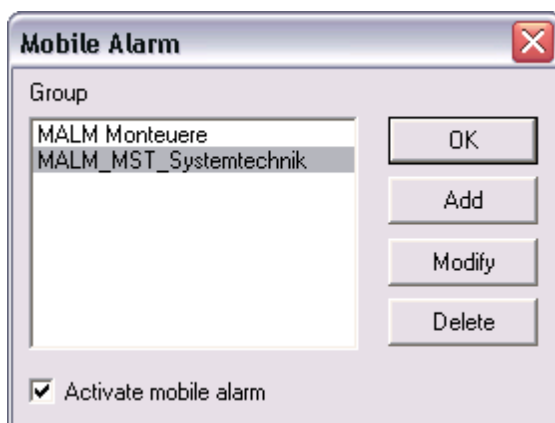 Mobile Alarm
Group
MALM Monteuere
MALM_MST_Systemtechnik
OK
Add
Modify
Delete
Activate mobile alarm